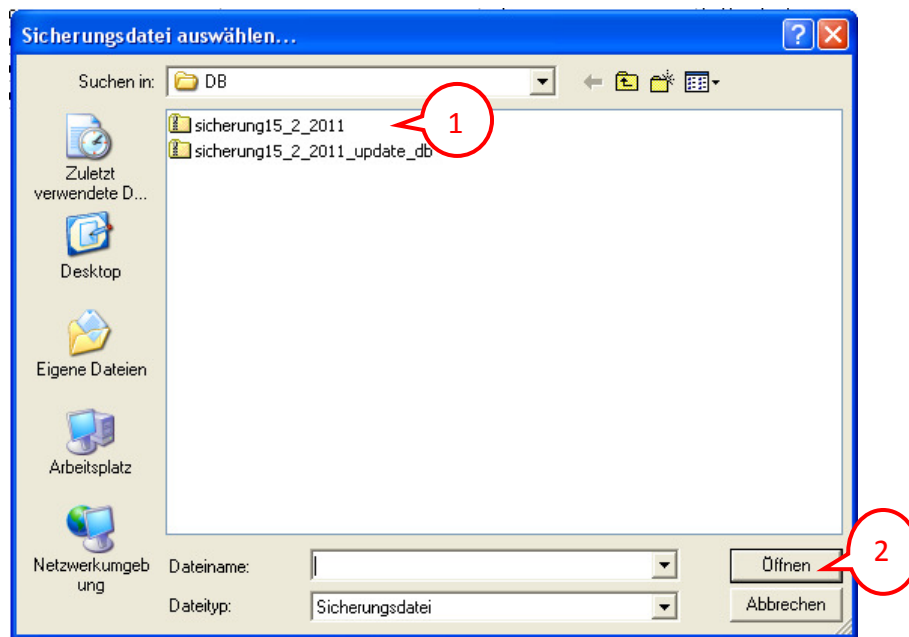 Sicherungsdatei auswählen...
Suchen in: DB
sicherung15_2_2011
1
sicherung15_2_2011_update_db
Zuletzt
verwendete D...
Desktop
Eigene Dateien
Arbeitsplatz
Netzwerkumgeb
ung
Dateiname:
Öffnen
2
Dateityp: Sicherungsdatei
Abbrechen